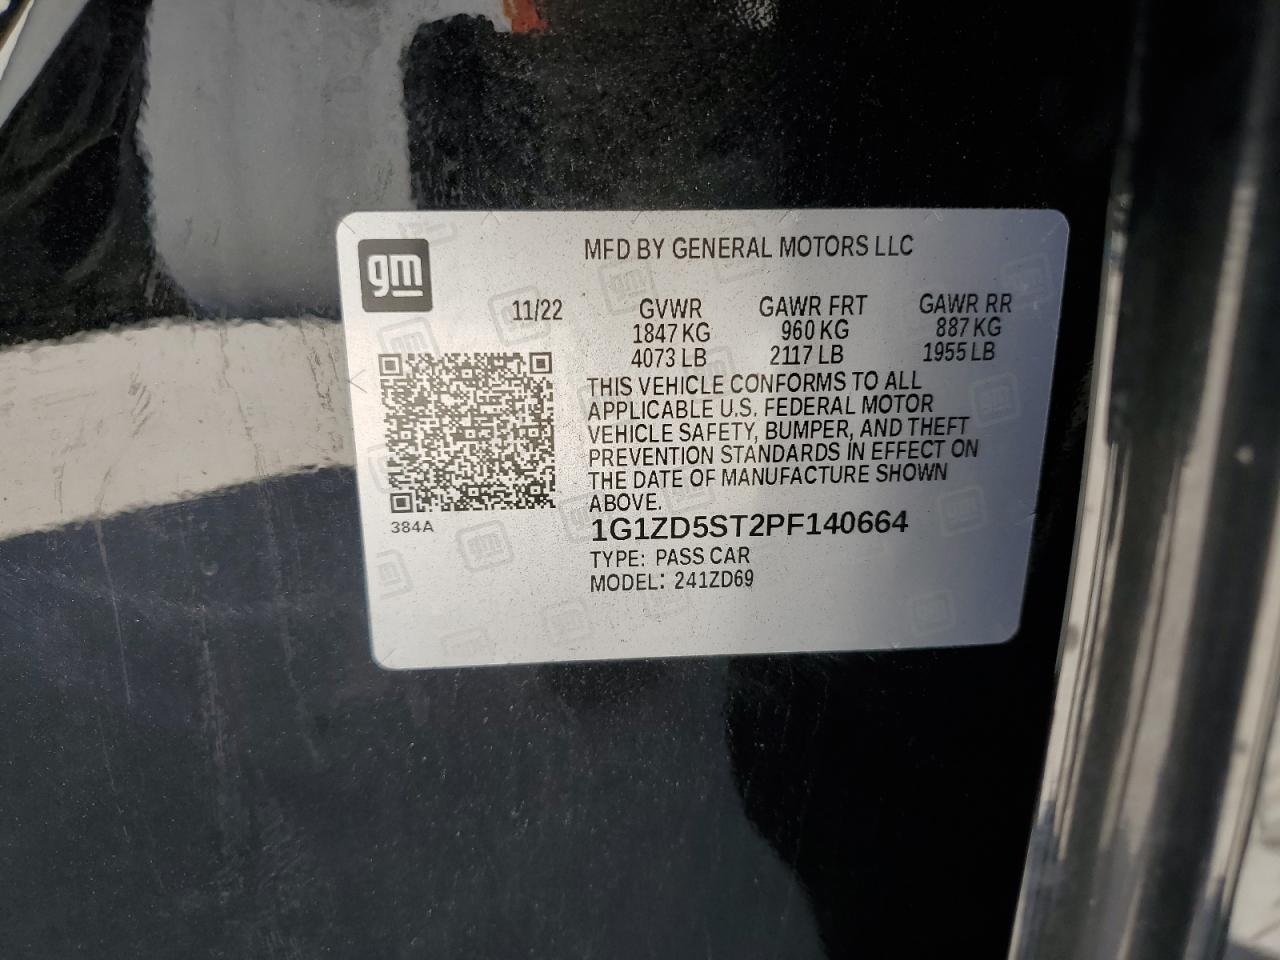 gm
MFD BY GENERAL MOTORS LLC
11/22 GVWR GAWR FRT GAWR RR
1847 KG 960 KG 887 KG
4073 LB 2117 LB 1955 LB
THIS VEHICLE CONFORMS TO ALL
APPLICABLE U.S. FEDERAL MOTOR
VEHICLE SAFETY, BUMPER, AND THEFT
PREVENTION STANDARDS IN EFFECT ON
THE DATE OF MANUFACTURE SHOWN
ABOVE.
384A
1G1ZD5ST2PF140664
TYPE: PASS CAR
MODEL: 241ZD69